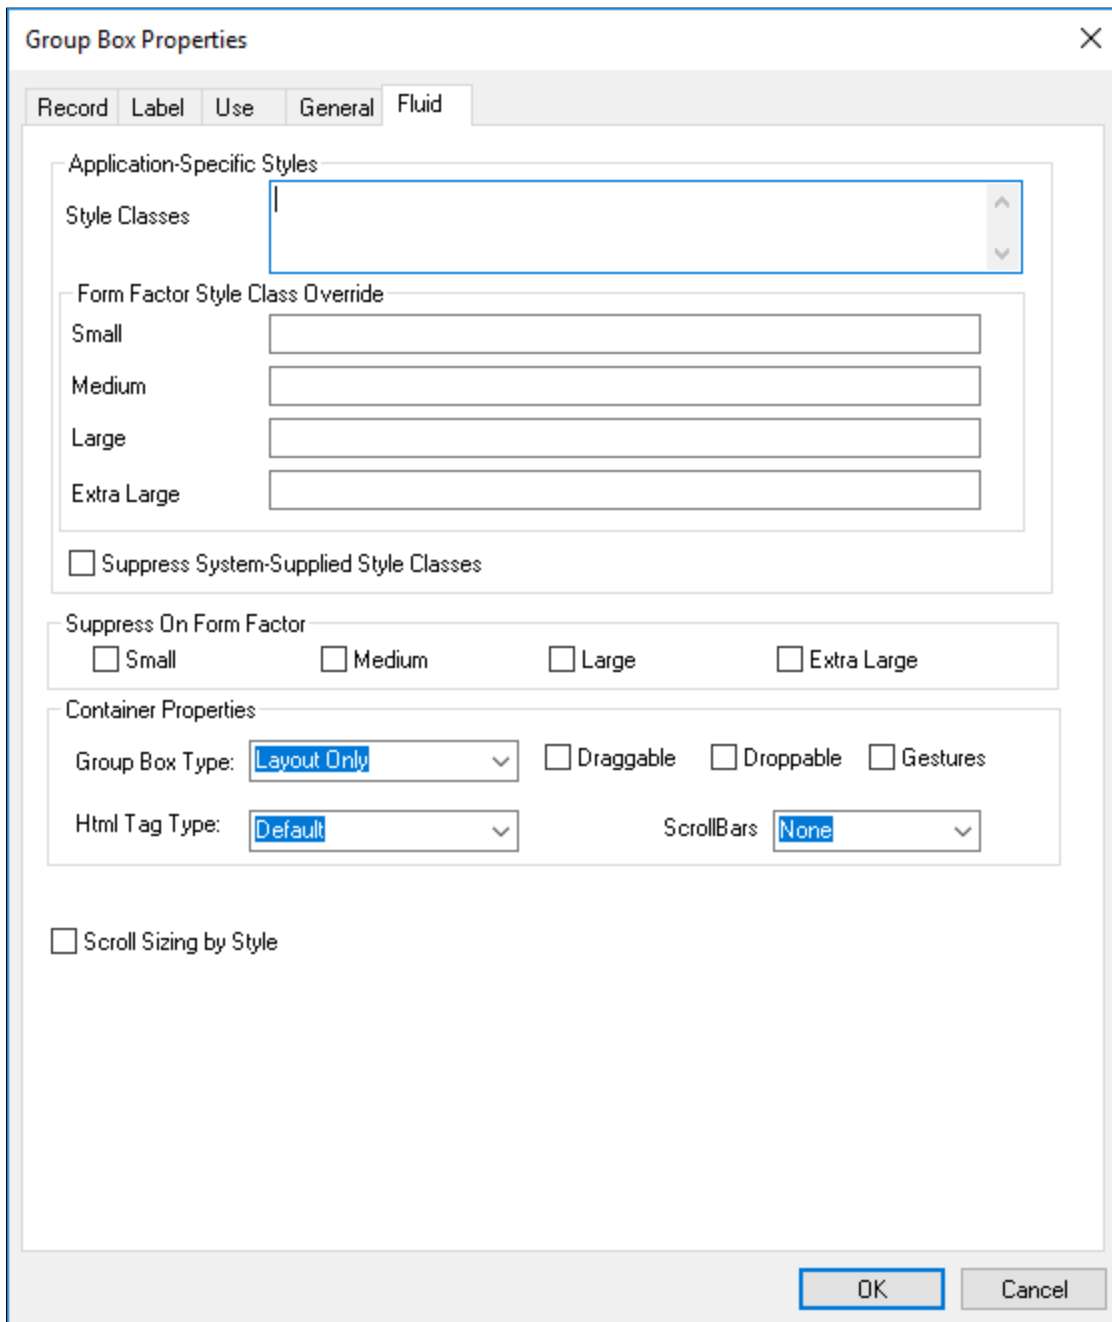 Group Box Properties
Record Label Use General Fluid
Application-Specific Styles
Style Classes
Form Factor Style Class Override
Small
Medium
Large
Extra Large
Suppress System-Supplied Style Classes
Suppress On Form Factor
Small Medium Large Extra Large
Container Properties
Group Box Type: Layout Only Draggable Droppable Gestures
Html Tag Type: Default ScrollBars None
Scroll Sizing by Style
OK Cancel